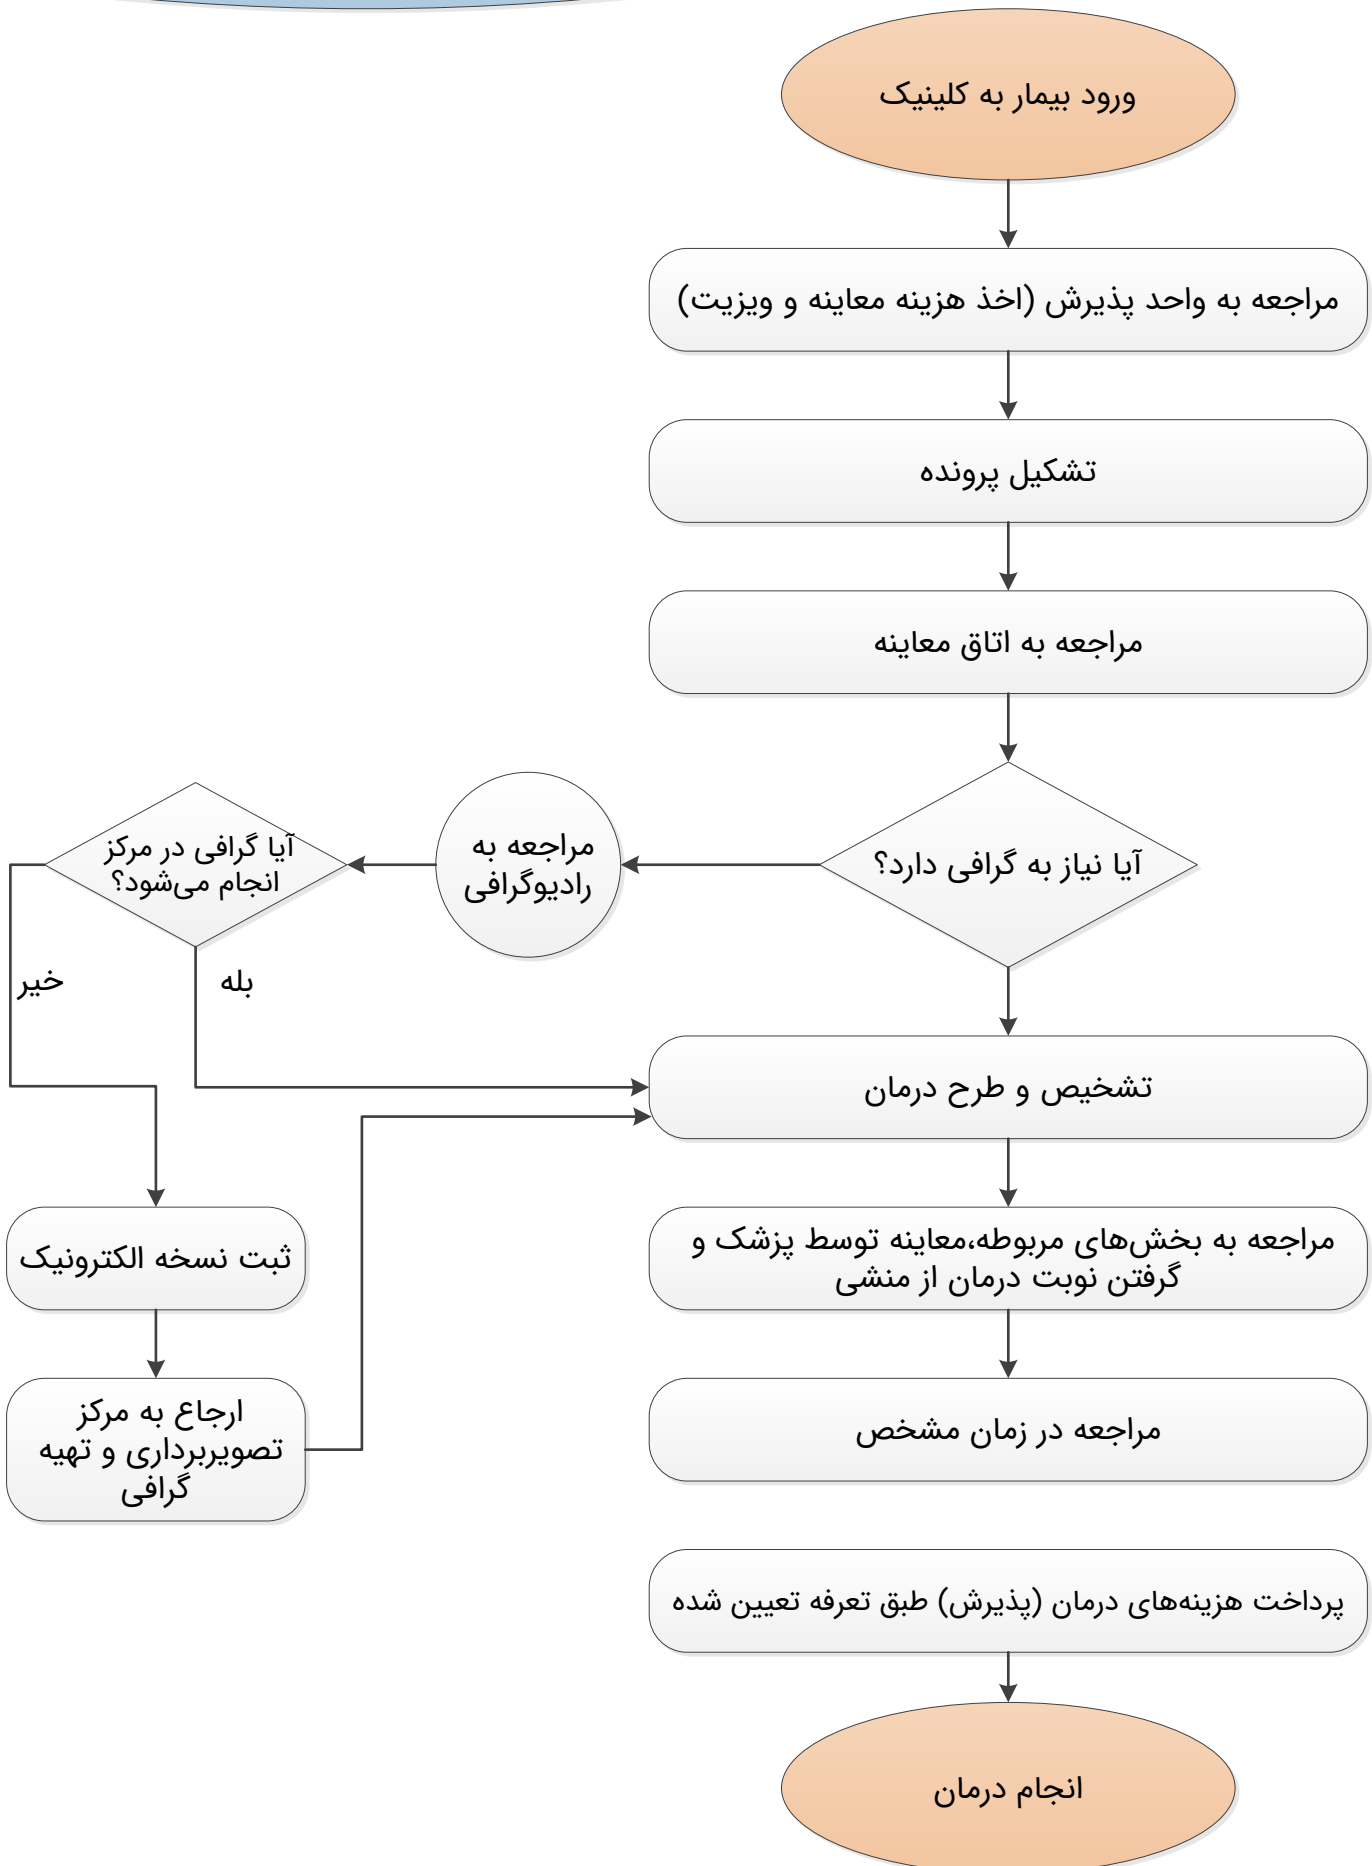 ورود بیمار به کلینیک
مراجعه به واحد پذیرش (اخذ هزینه معاینه و ویزیت)
تشکیل پرونده
مراجعه به اتاق معاینه
آیا نیاز به گرافی دارد؟
مراجعه به
رادیوگرافی
آیا گرافی در مرکز
انجام می‌شود؟
بله
خیر
تشخیص و طرح درمان
ثبت نسخه الکترونیک
ارجاع به مرکز
تصویربرداری و تهیه
گرافی
مراجعه به بخش‌های مربوطه،معاینه توسط پزشک و
گرفتن نوبت درمان از منشی
مراجعه در زمان مشخص
پرداخت هزینه‌های درمان (پذیرش) طبق تعرفه تعیین شده
انجام درمان